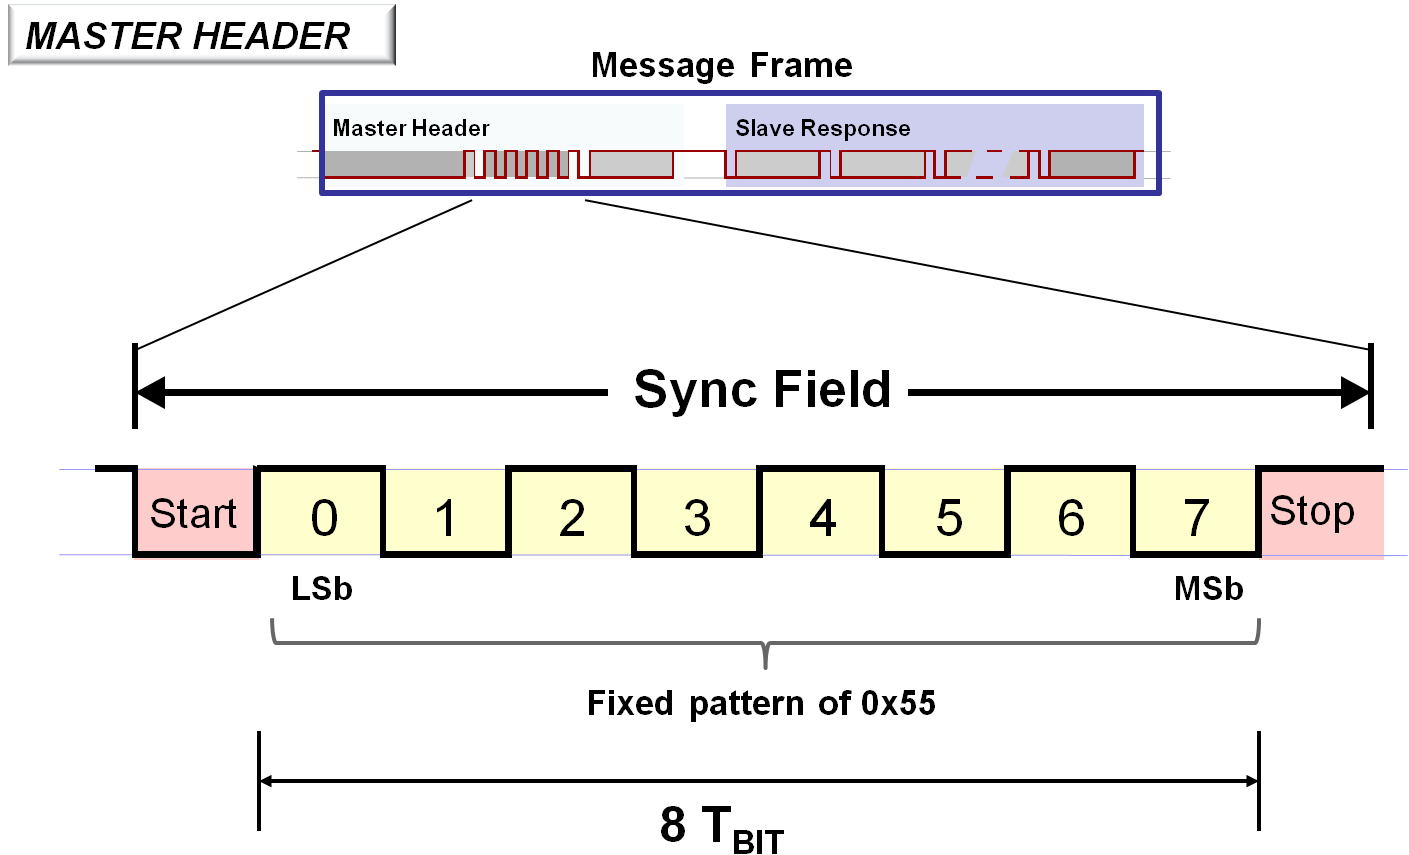 MASTER HEADER
Message Frame
Master Header
Slave Response
Sync Field
Start 0 1 2 3 4 5 6 7 Stop
LSb MSb
Fixed pattern of 0x55
8 TBIT